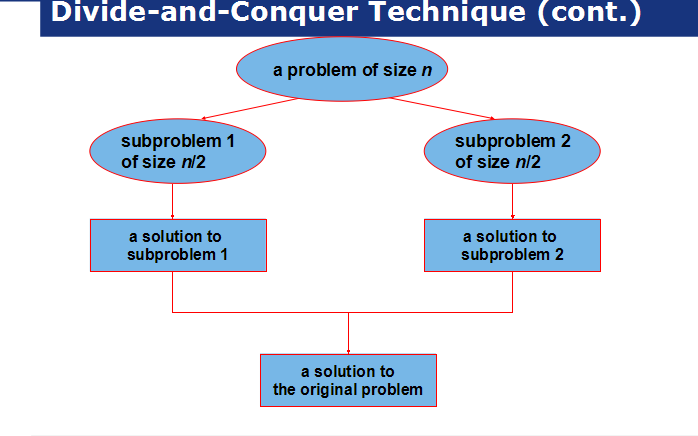 Divide-and-Conquer Technique (cont.)
a problem of size n
subproblem 1
of size n/2
subproblem 2
of size n/2
a solution to
subproblem 1
a solution to
subproblem 2
a solution to
the original problem